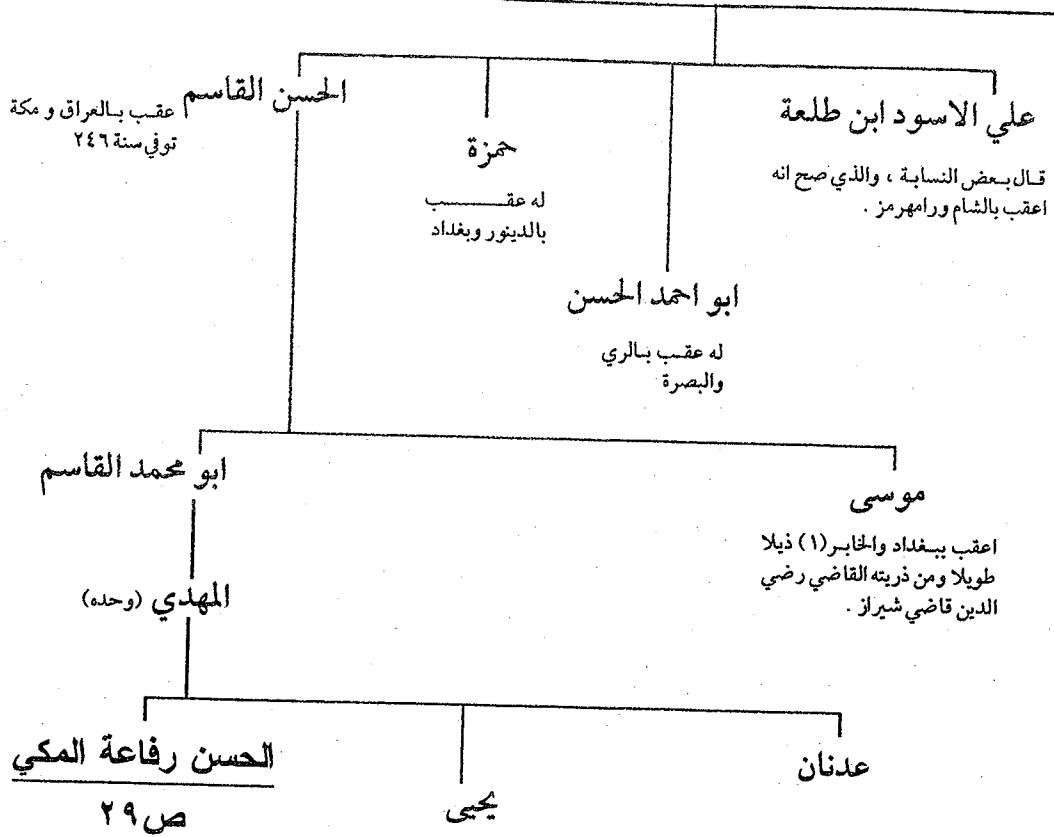 علي الاسود ابن طلعة
قال بعض النسابة ، والذي صح انه
اعقب بالشام ورامهرمز .
ابو احمد الحسن
له عقب بالري
والبصرة
حمزة
له عقب
بالدينور وبغداد
الحسن القاسم
عقب بالعراق و مكة
توفي سنة ٢٤٦
موسى
اعقب ببغداد والخابر (١) ذيلا
طويلا ومن ذريته القاضي رضي
الدين قاضي شيراز .
ابو محمد القاسم
المهدي (وحده)
عدنان
يحيى
الحسن رفاعة المكي
ص ٢٩